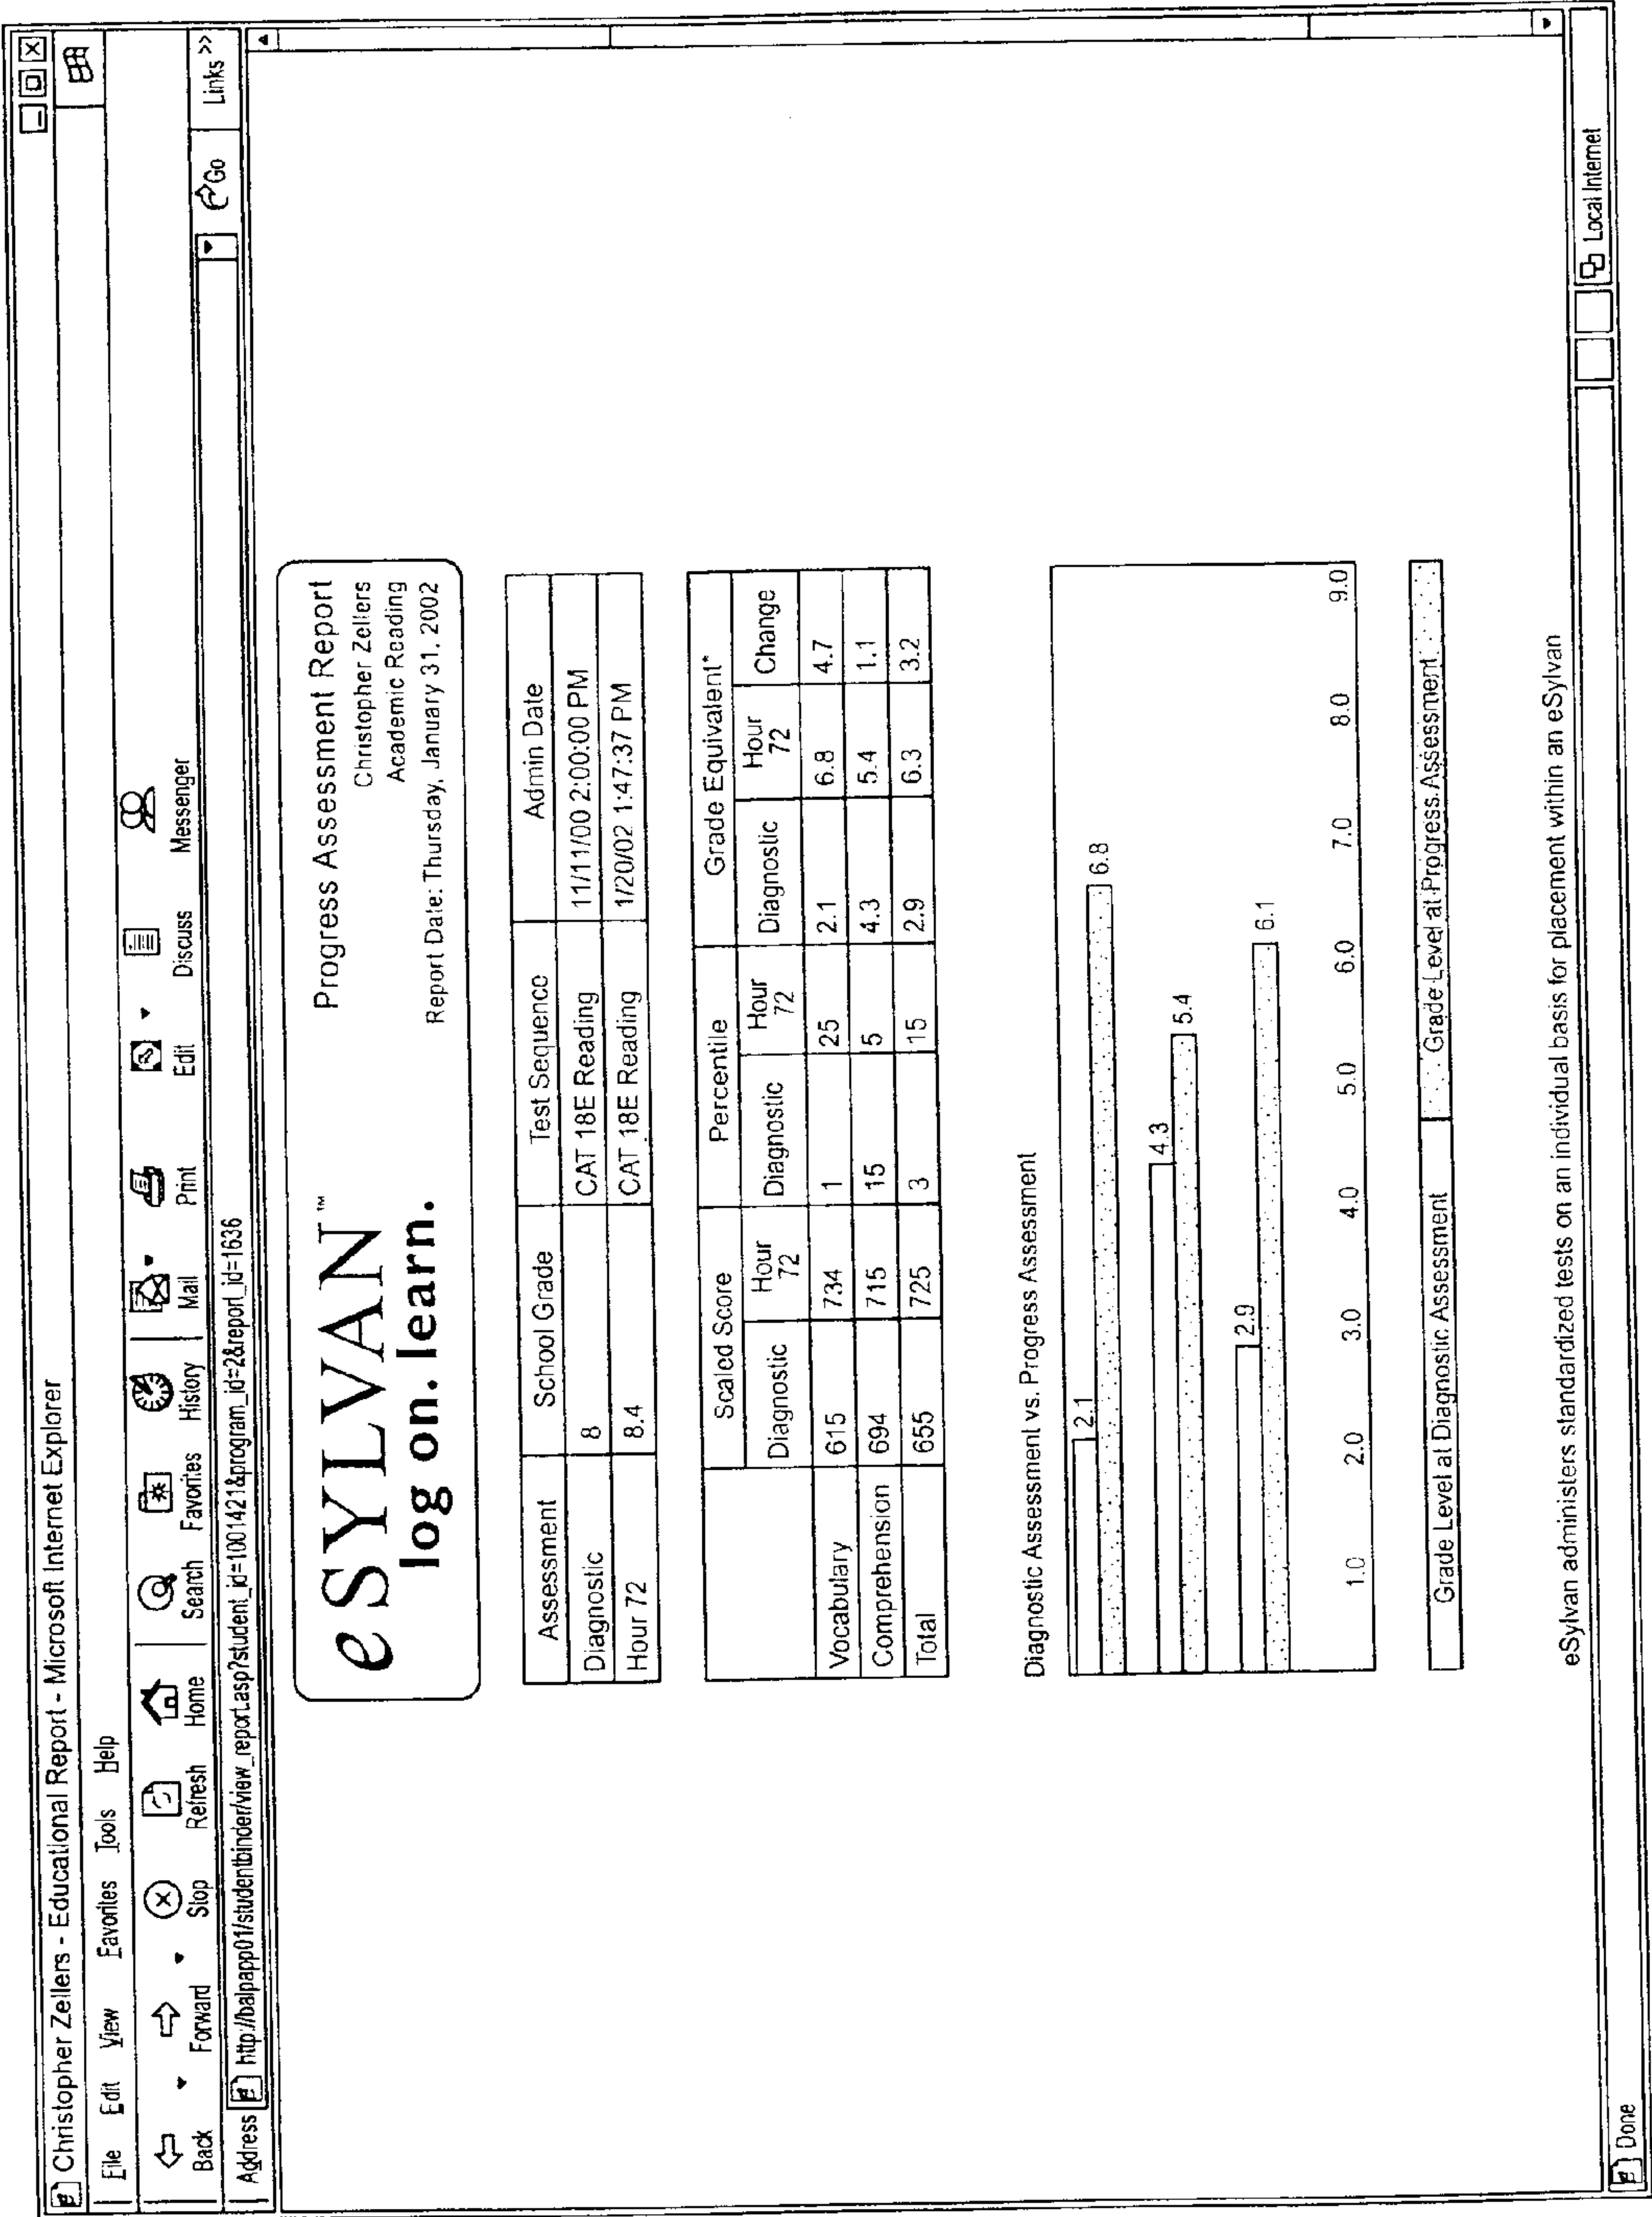 Christopher Zellers - Educational Report - Microsoft Internet Explorer
File Edit View Favorites Tools Help
Back Forward Stop Refresh Home Search Favorites History Mail Print Edit Discuss Messenger
Address http://balpapp01/studentbinder/view_report.asp?student_id=1001421&program_id=2&report_id=1636 Go Links >>
eSYLVAN™ Progress Assessment Report
log on. learn. Christopher Zellers
Academic Reading
Report Date: Thursday, January 31, 2002
Assessment School Grade Test Sequence Admin Date
Diagnostic 8 CAT 18E Reading 11/11/00 2:00:00 PM
Hour 72 8.4 CAT 18E Reading 1/20/02 1:47:37 PM
Scaled Score Percentile Grade Equivalent*
Diagnostic Hour 72 Diagnostic Hour 72 Diagnostic Hour 72 Change
Vocabulary 615 734 1 25 2.1 6.8 4.7
Comprehension 694 715 15 5 4.3 5.4 1.1
Total 655 725 3 15 2.9 6.3 3.2
Diagnostic Assessment vs. Progress Assessment
2.1
6.8
4.3
5.4
2.9
6.1
1.0 2.0 3.0 4.0 5.0 6.0 7.0 8.0 9.0
Grade Level at Diagnostic Assessment Grade Level at Progress Assessment
eSylvan administers standardized tests on an individual basis for placement within an eSylvan
Done Local Internet